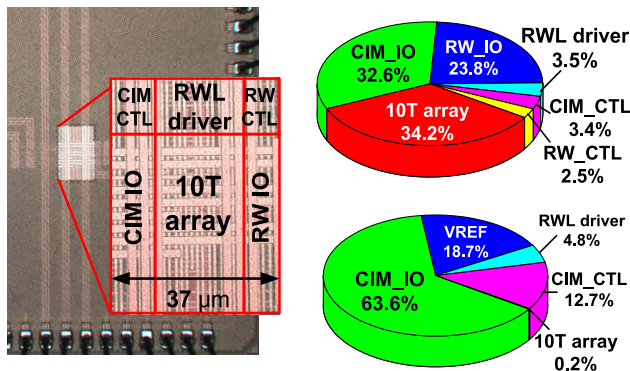 CIM
CTL
RWL
driver
RW
CTL
CIM IO
10T
array
RW IO
37 µm
CIM_IO
32.6%
RW_IO
23.8%
RWL driver
3.5%
CIM_CTL
3.4%
RW_CTL
2.5%
10T array
34.2%
VREF
18.7%
RWL driver
4.8%
CIM_CTL
12.7%
10T array
0.2%
CIM_IO
63.6%